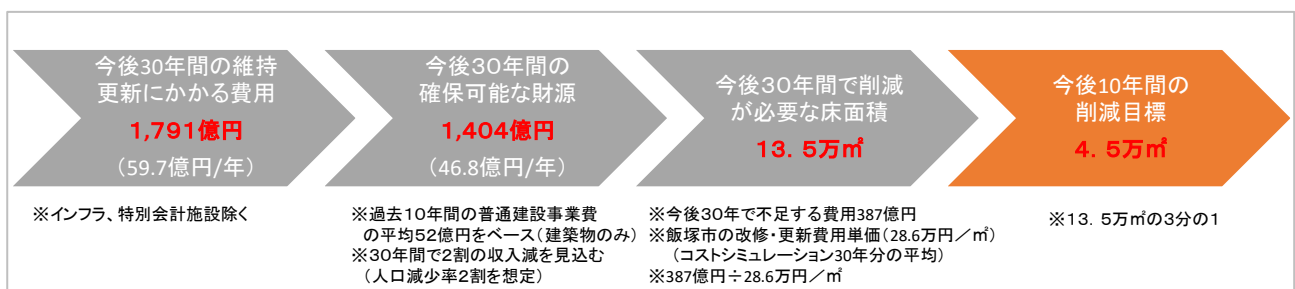 今後30年間の維持
更新にかかる費用
1,791億円
(59.7億円/年)
※インフラ、特別会計施設除く
今後30年間の
確保可能な財源
1,404億円
(46.8億円/年)
※過去10年間の普通建設事業費
の平均52億円をベース(建築物のみ)
※30年間で2割の収入減を見込む
(人口減少率2割を想定)
今後30年間で削減
が必要な床面積
13.5万㎡
※今後30年で不足する費用387億円
※飯塚市の改修・更新費用単価(28.6万円/㎡)
(コストシミュレーション30年分の平均)
※387億円÷28.6万円/㎡
今後10年間の
削減目標
4.5万㎡
※13.5万㎡の3分の1